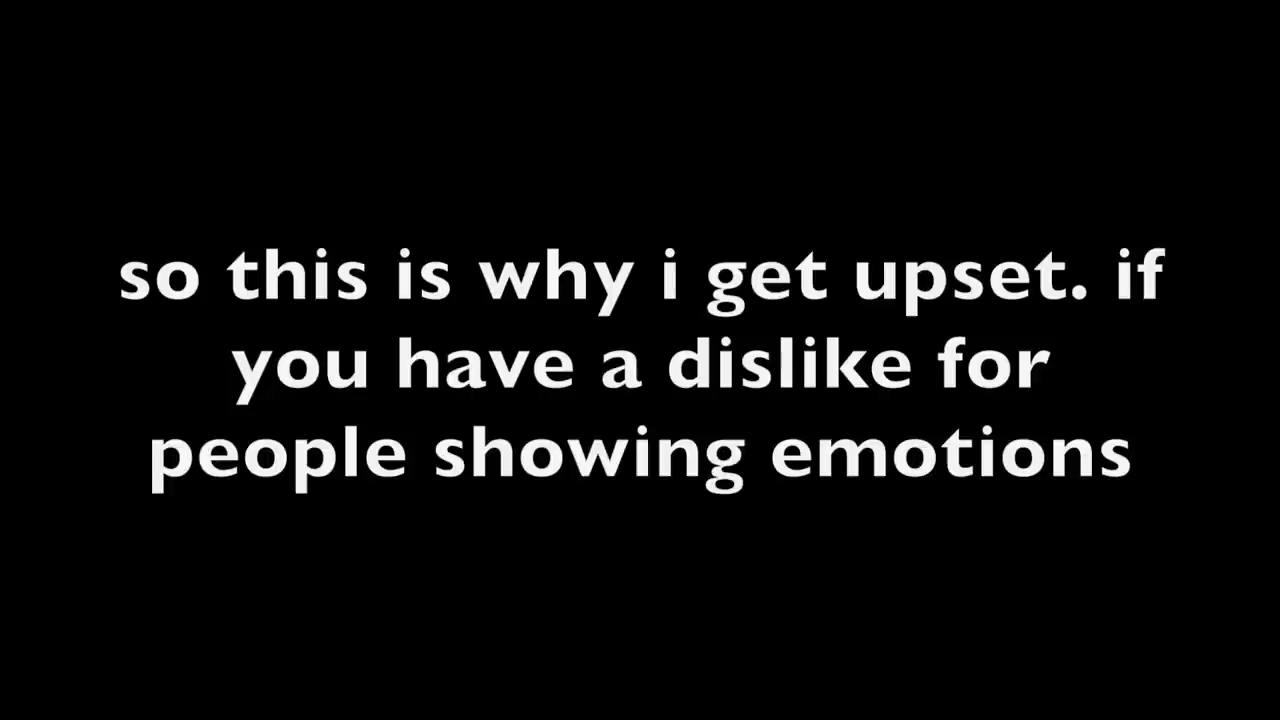 so this is why i get upset. if
you have a dislike for
people showing emotions